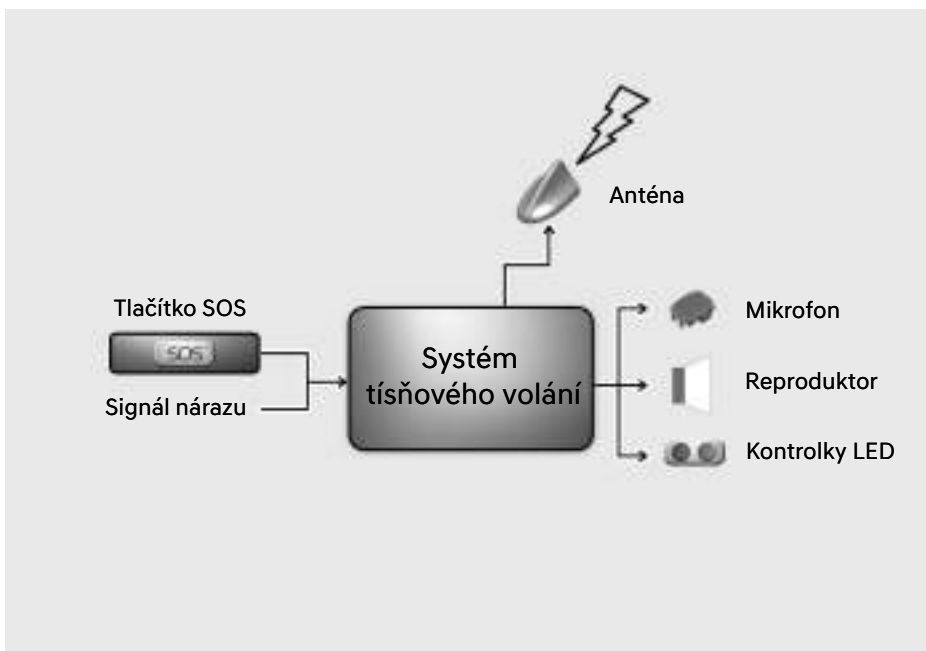 Anténa
Tlačítko SOS
SOS
Signál nárazu
Systém
tísňového volání
Mikrofon
Reproduktor
Kontrolky LED